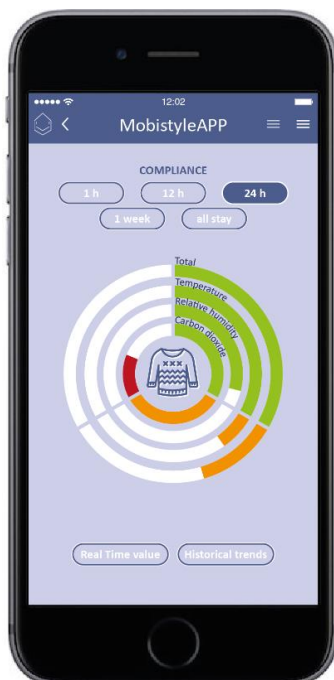 12:02
MobistyleAPP
COMPLIANCE
1 h 12 h 24 h
1 week all stay
Total
Temperature
Relative humidity
Carbon dioxide
xxx
Real Time value Historical trends